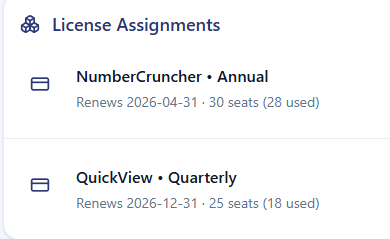 License Assignments
NumberCruncher • Annual
Renews 2026-04-31 · 30 seats (28 used)
QuickView • Quarterly
Renews 2026-12-31 · 25 seats (18 used)